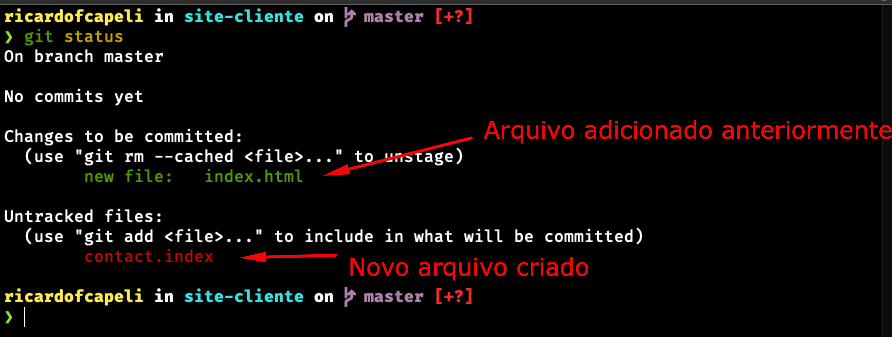 ricardofcapeli in site-cliente on master [+?]
❯ git status
On branch master
No commits yet
Changes to be committed:
(use "git rm --cached <file>..." to unstage)
new file:   index.html
Arquivo adicionado anteriormente
Untracked files:
(use "git add <file>..." to include in what will be committed)
contact.index
Novo arquivo criado
ricardofcapeli in site-cliente on master [+?]
❯